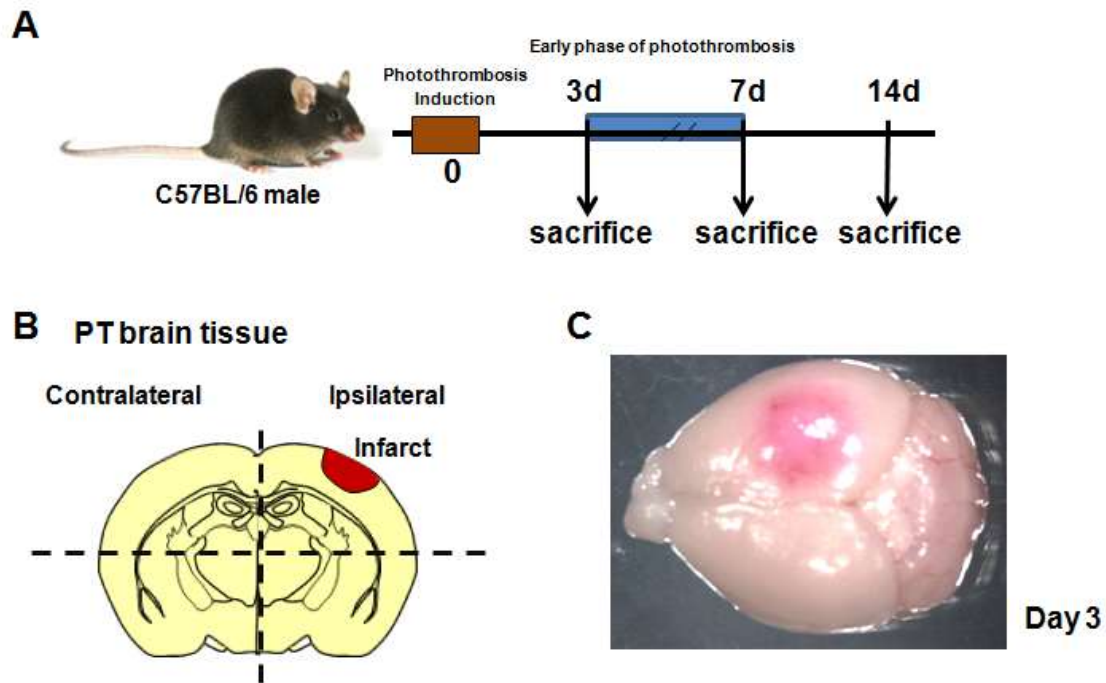 A
Early phase of photothrombosis
Photothrombosis
Induction
3d
7d
14d
0
C57BL/6 male
sacrifice
sacrifice
sacrifice
B
PT brain tissue
Contralateral
Ipsilateral
Infarct
C
Day 3